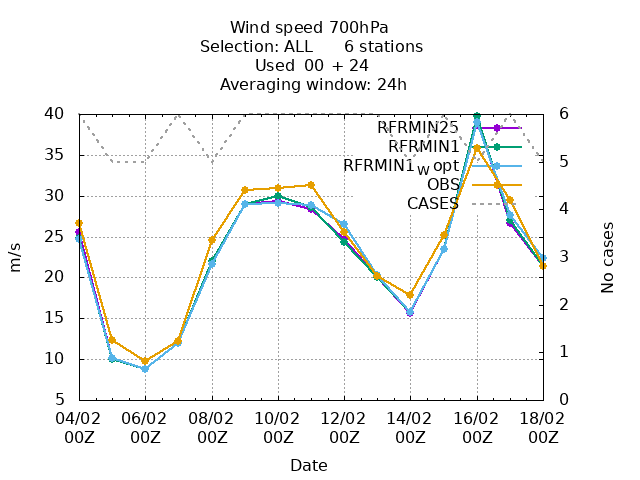 Wind speed 700hPa
Selection: ALL 6 stations
Used 00 + 24
Averaging window: 24h
40
35
30
25
20
15
10
5
m/s
6
5
4
3
2
1
0
No cases
RFRMIN25
RFRMIN1
RFRMIN1_w opt
OBS
CASES
04/02 06/02 08/02 10/02 12/02 14/02 16/02 18/02
00Z 00Z 00Z 00Z 00Z 00Z 00Z 00Z
Date